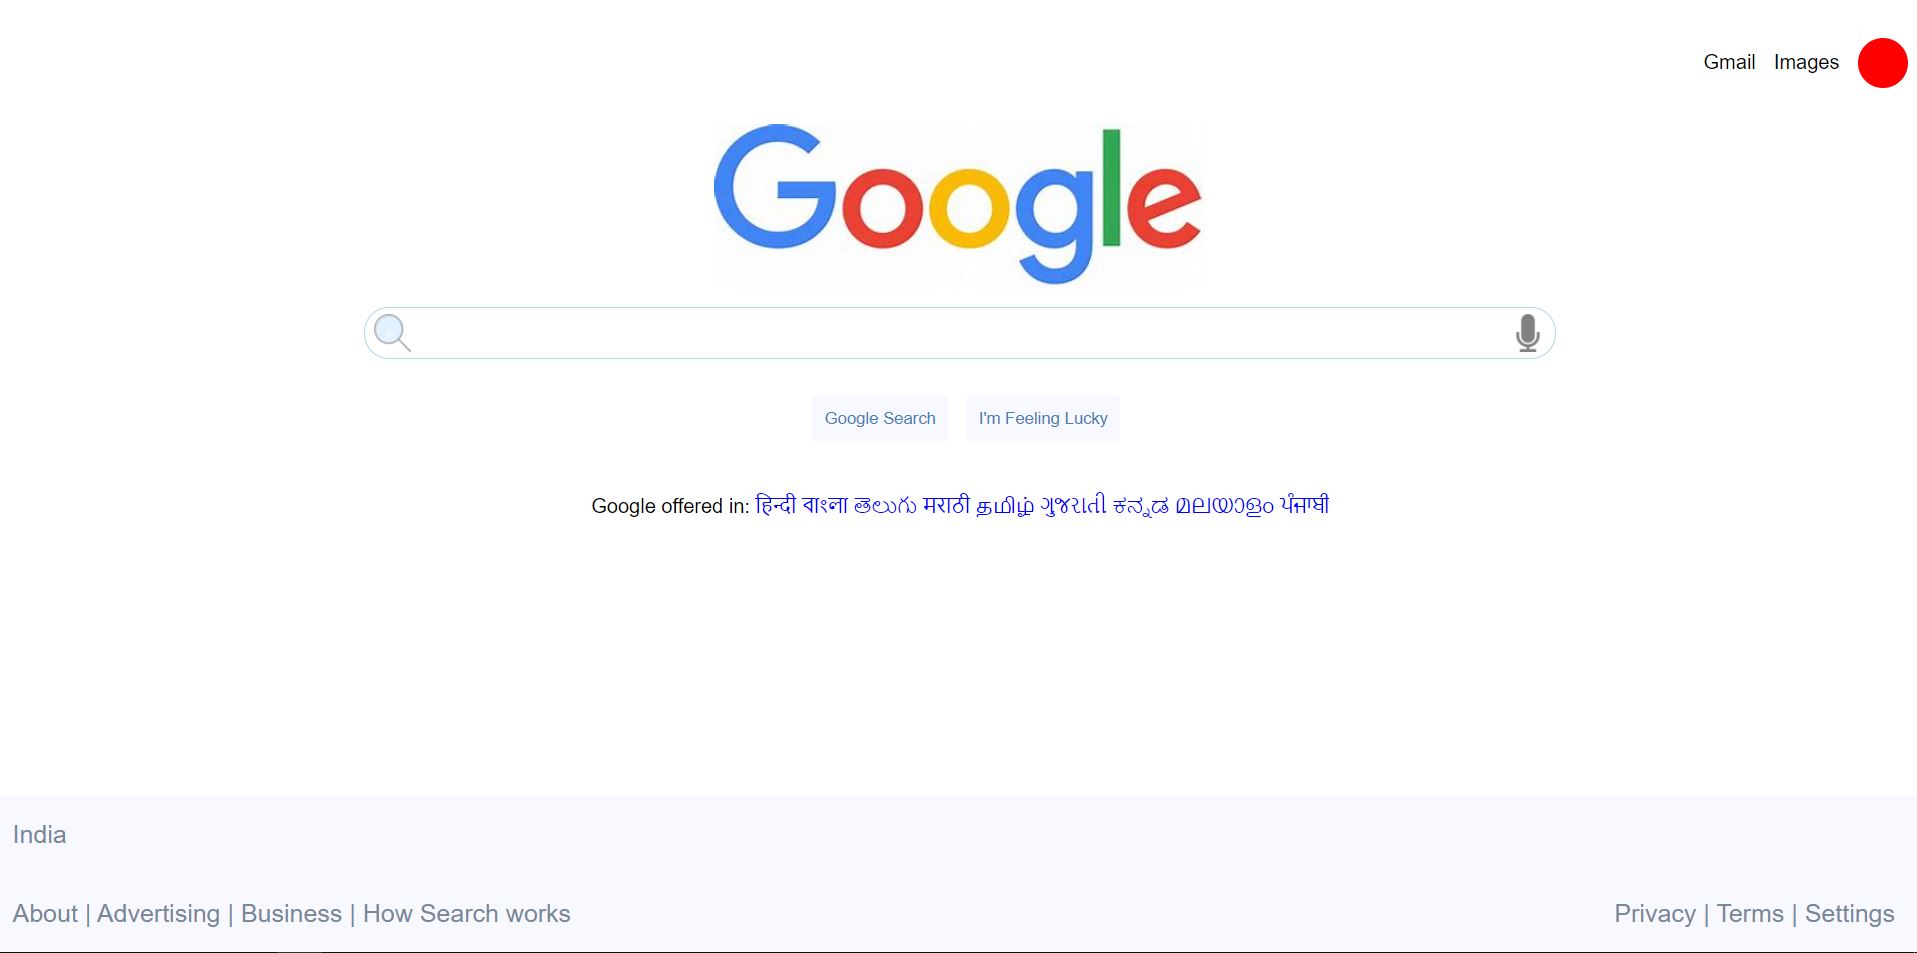 Gmail Images
Google
Google Search I'm Feeling Lucky
Google offered in: हिन्दी বাংলা తెలుగు मराठी தமிழ் ગુજરાતી ಕನ್ನಡ മലയാളം ਪੰਜਾਬੀ
India
About | Advertising | Business | How Search works Privacy | Terms | Settings